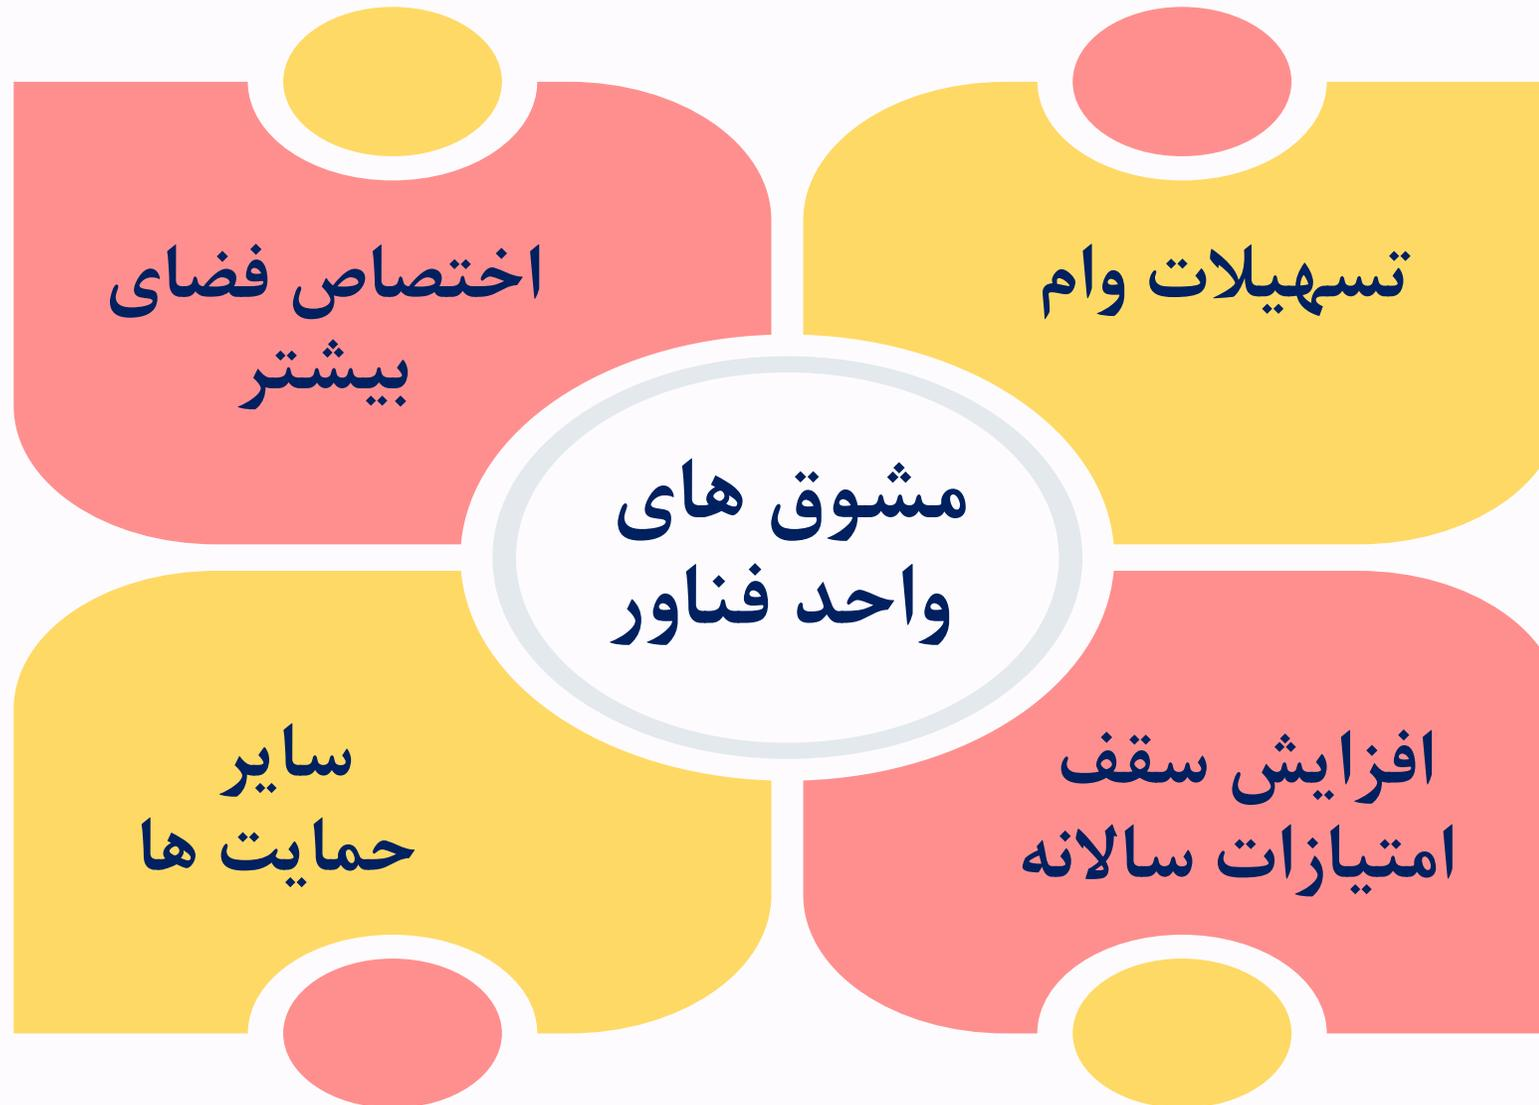 تسهیلات وام
اختصاص فضای
بیشتر
مشوق های
واحد فناور
افزایش سقف
امتیازات سالانه
سایر
حمایت ها